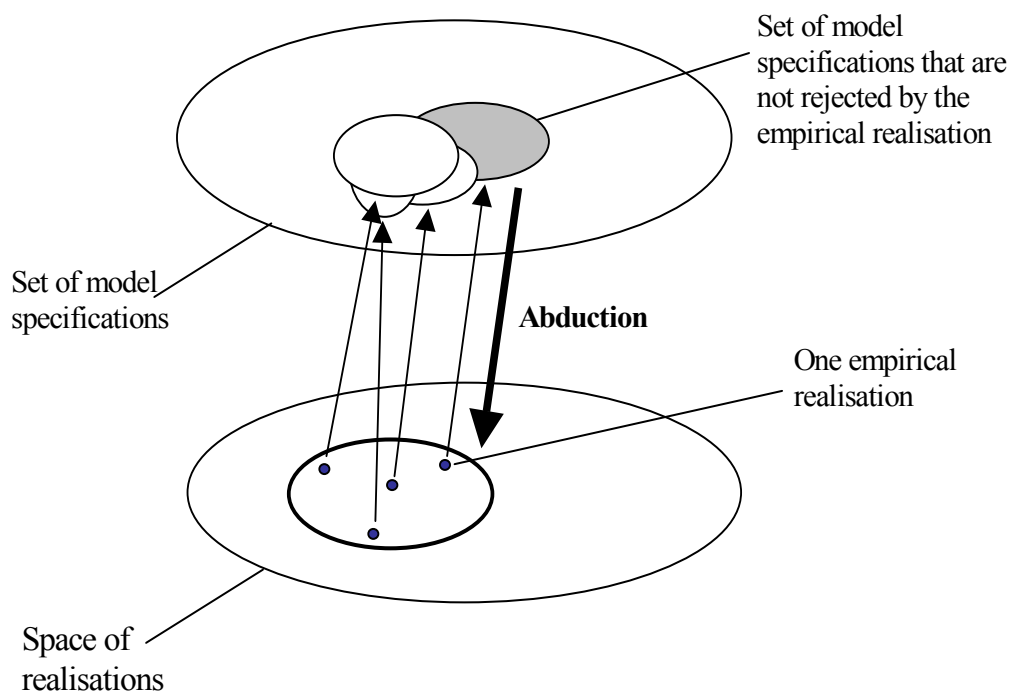 Set of model
specifications that are
not rejected by the
empirical realisation
Set of model
specifications
Abduction
One empirical
realisation
Space of
realisations